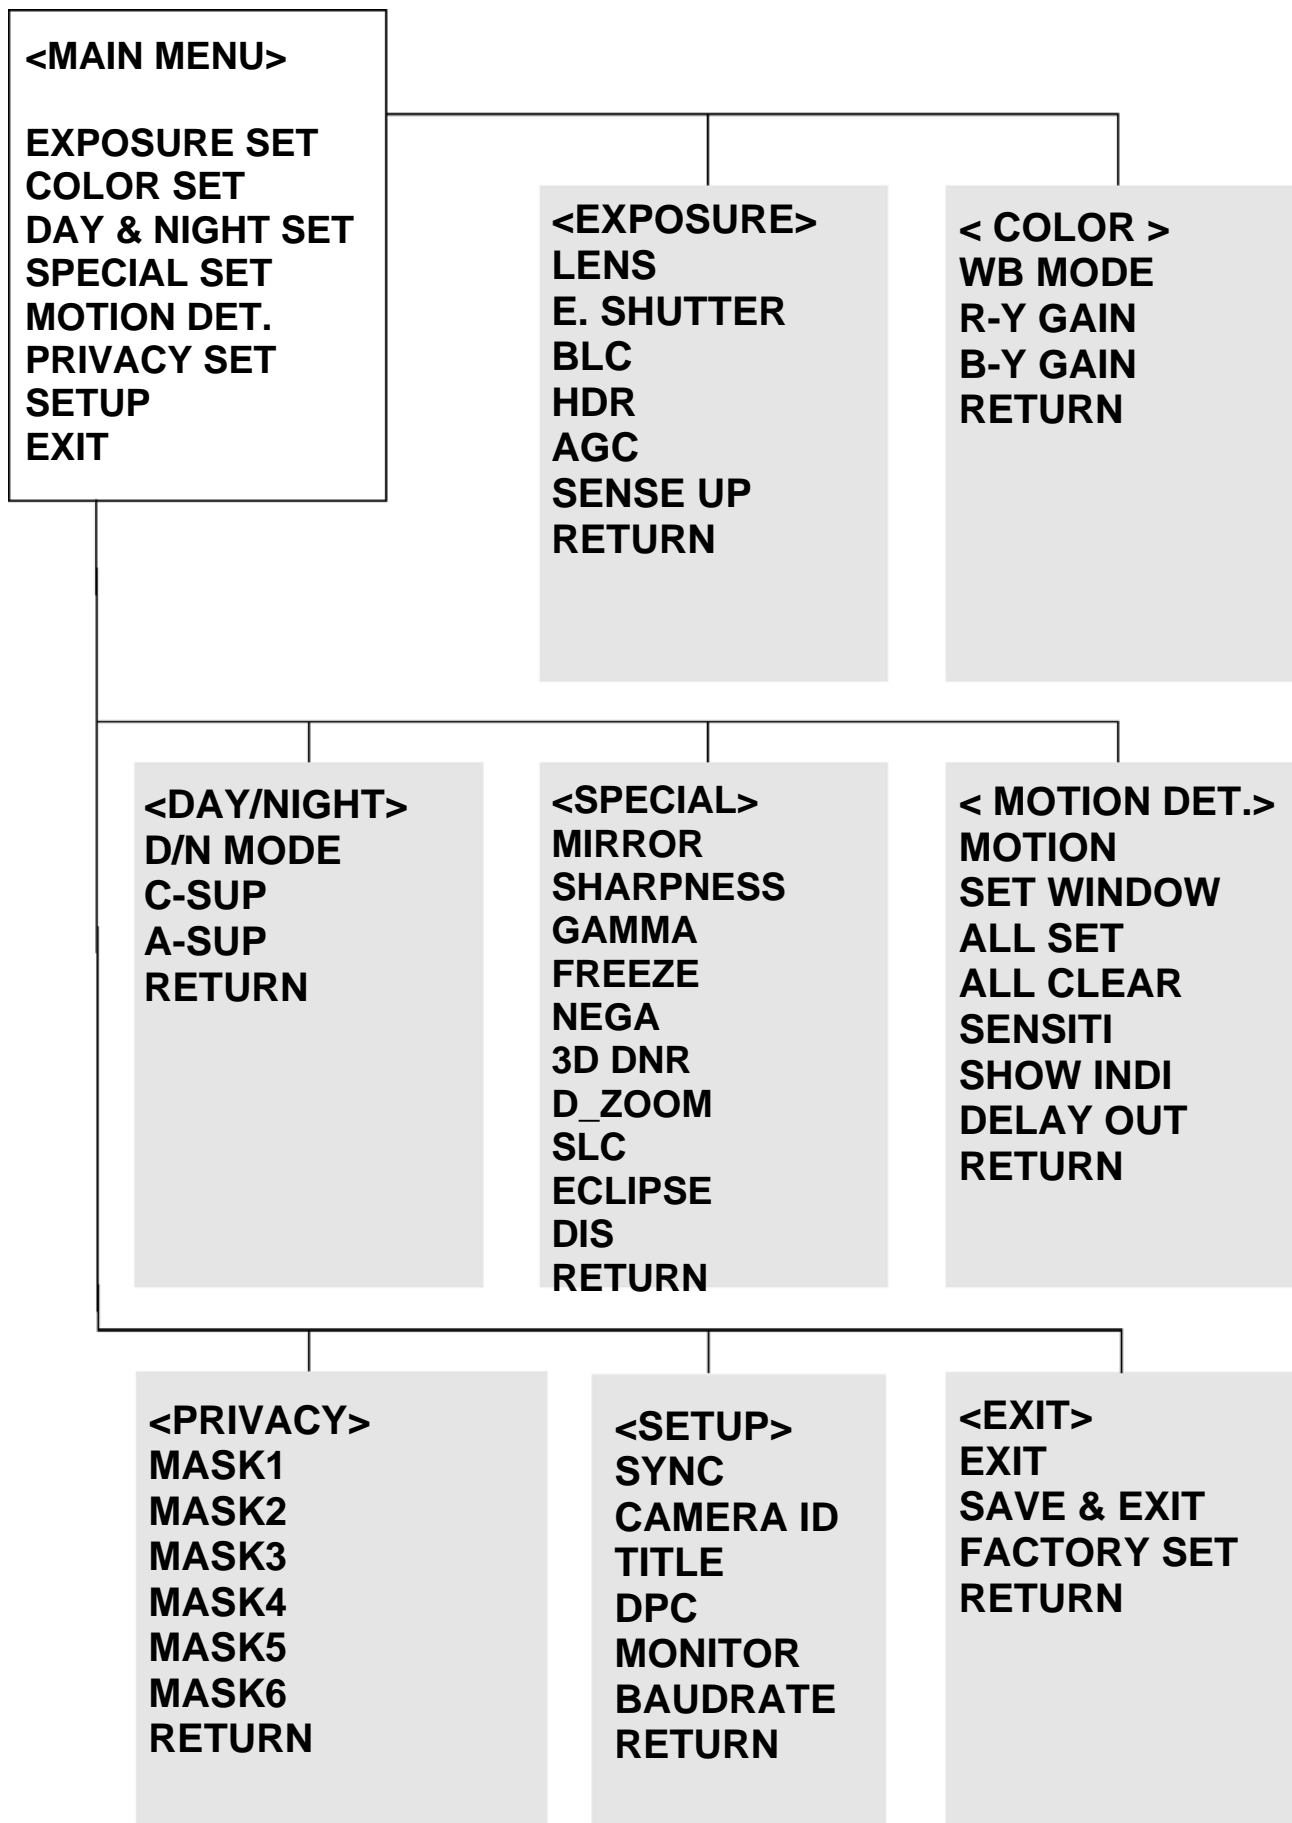 <MAIN MENU>
EXPOSURE SET
COLOR SET
DAY & NIGHT SET
SPECIAL SET
MOTION DET.
PRIVACY SET
SETUP
EXIT
<EXPOSURE>
LENS
E. SHUTTER
BLC
HDR
AGC
SENSE UP
RETURN
< COLOR >
WB MODE
R-Y GAIN
B-Y GAIN
RETURN
<DAY/NIGHT>
D/N MODE
C-SUP
A-SUP
RETURN
<SPECIAL>
MIRROR
SHARPNESS
GAMMA
FREEZE
NEGA
3D DNR
D_ZOOM
SLC
ECLIPSE
DIS
RETURN
< MOTION DET.>
MOTION
SET WINDOW
ALL SET
ALL CLEAR
SENSITI
SHOW INDI
DELAY OUT
RETURN
<PRIVACY>
MASK1
MASK2
MASK3
MASK4
MASK5
MASK6
RETURN
<SETUP>
SYNC
CAMERA ID
TITLE
DPC
MONITOR
BAUDRATE
RETURN
<EXIT>
EXIT
SAVE & EXIT
FACTORY SET
RETURN